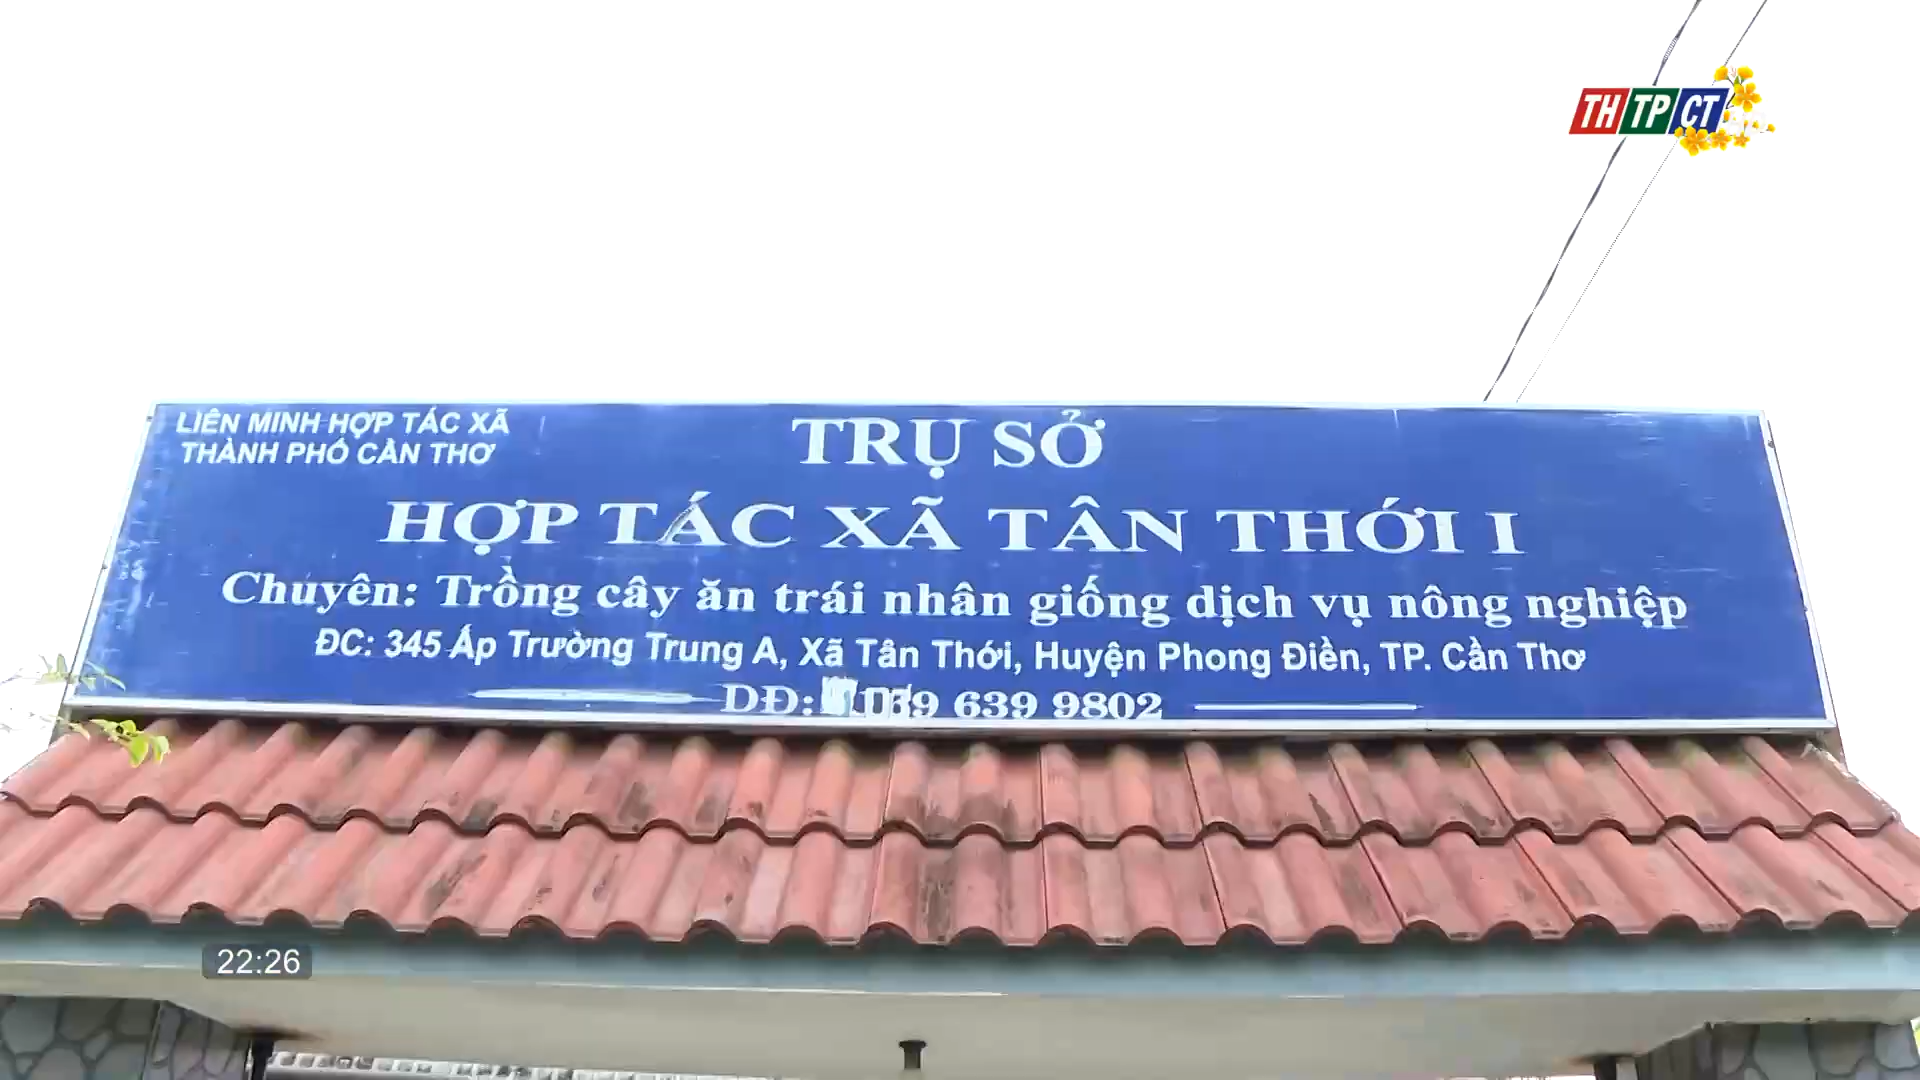 THTPCT
LIÊN MINH HỢP TÁC XÃ
THÀNH PHỐ CẦN THƠ
TRỤ SỞ
HỢP TÁC XÃ TÂN THỚI I
Chuyên: Trồng cây ăn trái nhân giống dịch vụ nông nghiệp
ĐC: 345 Ấp Trường Trung A, Xã Tân Thới, Huyện Phong Điền, TP. Cần Thơ
DĐ: 639 9802
22:26